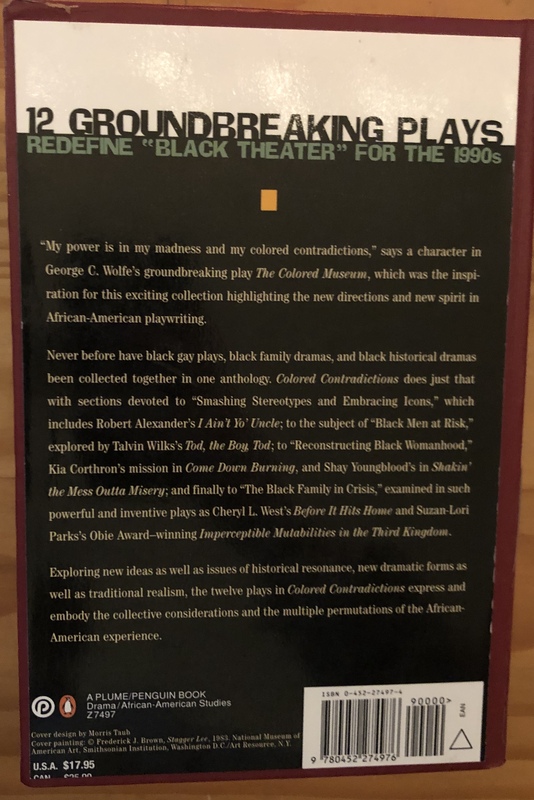 12 GROUNDBREAKING PLAYS
REDEFINE "BLACK THEATER" FOR THE 1990s
"My power is in my madness and my colored contradictions," says a character in
George C. Wolfe's groundbreaking play The Colored Museum, which was the inspi-
ration for this exciting collection highlighting the new directions and new spirit in
African-American playwriting.
Never before have black gay plays, black family dramas, and black historical dramas
been collected together in one anthology. Colored Contradictions does just that
with sections devoted to "Smashing Stereotypes and Embracing Icons," which
includes Robert Alexander's I Ain't Yo' Uncle; to the subject of "Black Men at Risk,"
explored by Talvin Wilks's Tod, the Boy, Tod; to "Reconstructing Black Womanhood,"
Kia Corthron's mission in Come Down Burning, and Shay Youngblood's in Shakin'
the Mess Outta Misery; and finally to "The Black Family in Crisis," examined in such
powerful and inventive plays as Cheryl L. West's Before It Hits Home and Suzan-Lori
Parks's Obie Award–winning Imperceptible Mutabilities in the Third Kingdom.
Exploring new ideas as well as issues of historical resonance, new dramatic forms as
well as traditional realism, the twelve plays in Colored Contradictions express and
embody the collective considerations and the multiple permutations of the African-
American experience.
A PLUME/PENGUIN BOOK
Drama/African-American Studies
Z7497
Cover design by Morris Taub
Cover painting: © Frederick J. Brown, Stagger Lee, 1983. National Museum of
American Art, Smithsonian Institution, Washington D.C./Art Resource, N.Y.
U.S.A. $17.95
CAN. $25.99
ISBN 0-452-27497-4
90000>
EAN
9 780452 274976